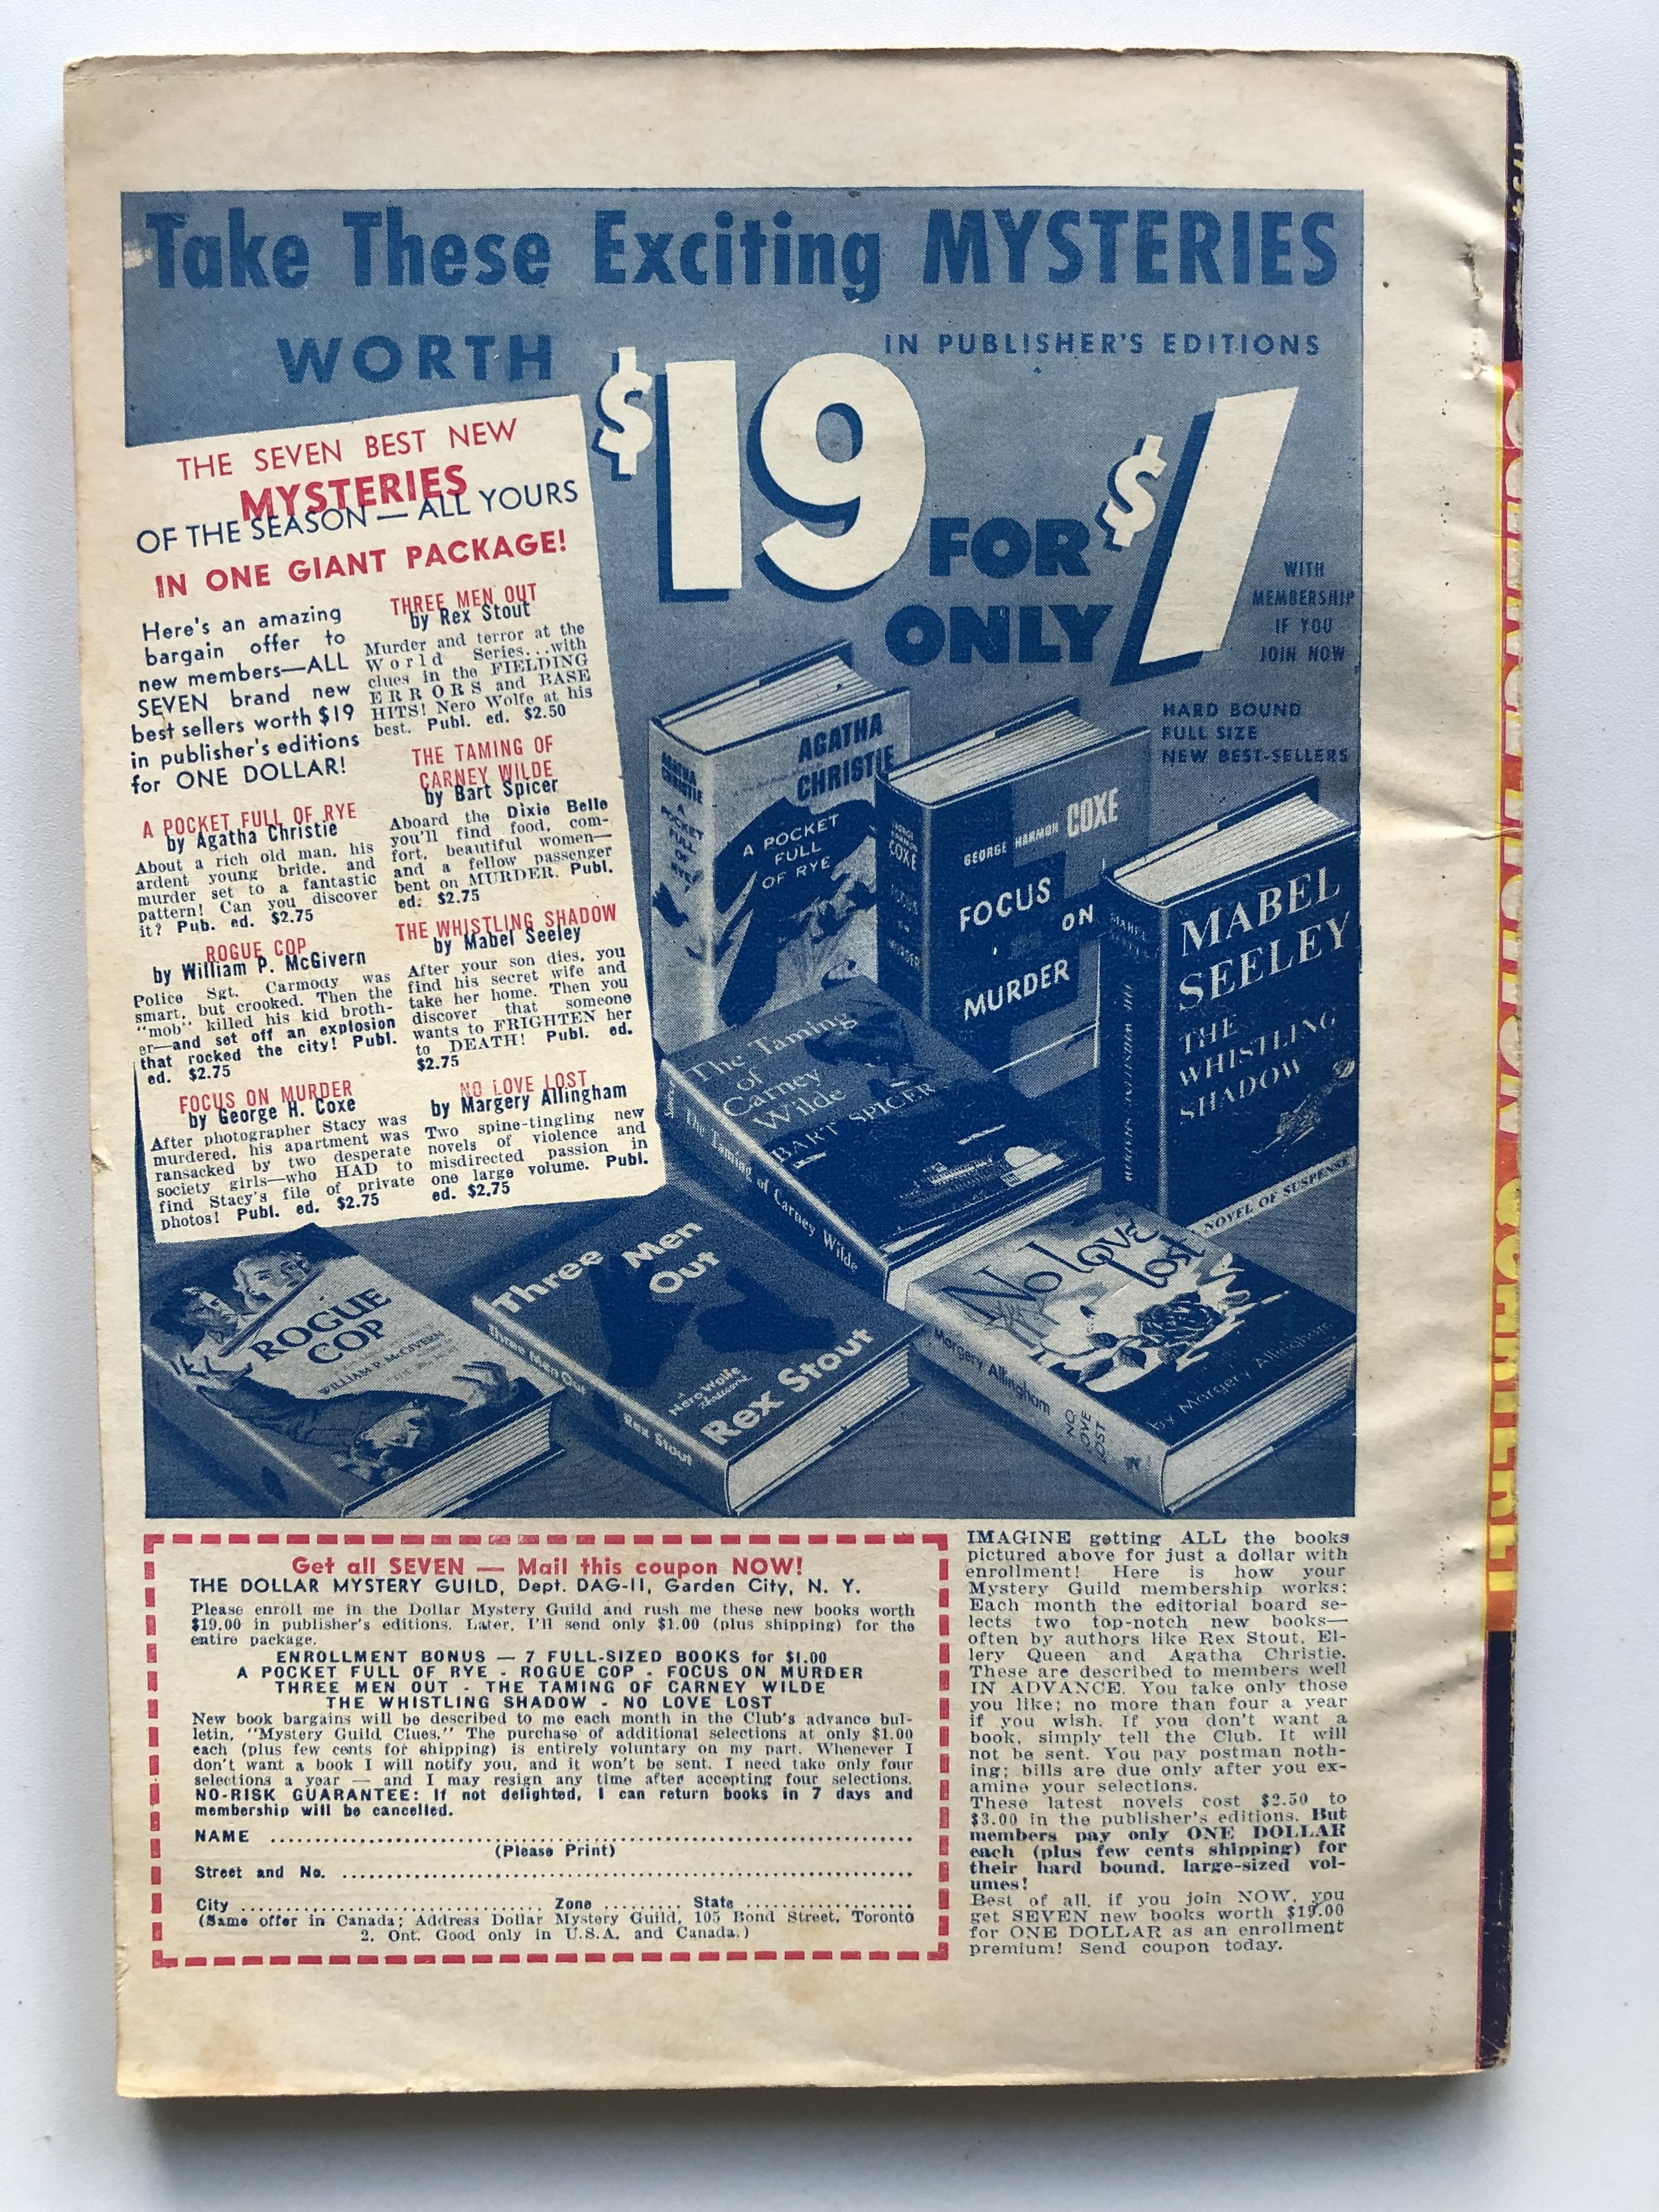 Take These Exciting MYSTERIES
WORTH
IN PUBLISHER'S EDITIONS
$19
FOR
ONLY
$1
WITH
MEMBERSHIP
IF YOU
JOIN NOW
HARD BOUND
FULL SIZE
NEW BEST-SELLERS
THE SEVEN BEST NEW
MYSTERIES
OF THE SEASON — ALL YOURS
IN ONE GIANT PACKAGE!
Here's an amazing
bargain offer to
new members—ALL
SEVEN brand new
best sellers worth $19
in publisher's editions
for ONE DOLLAR!
A POCKET FULL OF RYE
by Agatha Christie
About a rich old man, his
ardent young bride, and
murder set to a fantastic
pattern! Can you discover
it? Pub. ed. $2.75
ROGUE COP
by William P. McGivern
Police Sgt. Carmody was
smart, but crooked. Then the
"mob" killed his kid broth-
er—and set off an explosion
that rocked the city! Publ.
ed. $2.75
FOCUS ON MURDER
by George H. Coxe
After photographer Stacy was
murdered, his apartment was
ransacked by two desperate
society girls—who HAD to
find Stacy's file of private
photos! Publ. ed. $2.75
THREE MEN OUT
by Rex Stout
Murder and terror at the
World Series...with
clues in the FIELDING
ERRORS and BASE
HITS! Nero Wolfe at his
best. Publ. ed. $2.50
THE TAMING OF
CARNEY WILDE
by Bart Spicer
Aboard the Dixie Belle
you'll find food, com-
fort, beautiful women—
and a fellow passenger
bent on MURDER. Publ.
ed. $2.75
THE WHISTLING SHADOW
by Mabel Seeley
After your son dies, you
find his secret wife and
take her home. Then you
discover that someone
wants to FRIGHTEN her
to DEATH! Publ. ed.
$2.75
NO LOVE LOST
by Margery Allingham
Two spine-tingling new
novels of violence and
misdirected passion in
one large volume. Publ.
ed. $2.75
AGATHA
CHRISTIE
A POCKET
FULL
OF RYE
AGATHA
CHRISTIE
A
POCKET
FULL
OF
RYE
GEORGE HARMON COXE
FOCUS
ON
MURDER
GEORGE
HARMON
COXE
FOCUS
ON
MURDER
MABEL
SEELEY
THE
WHISTLING
SHADOW
A NOVEL OF SUSPENSE
MABEL
The Taming
of
Carney
Wilde
BART SPICER
The Taming of Carney Wilde
ROGUE
COP
WILLIAM P. McGIVERN
Three Men
Out
A
Nero Wolfe
threesome
Rex Stout
Three Men Out
Rex Stout
No Love
Lost
by Margery Allingham
Margery Allingham
NO
LOVE
LOST
Get all SEVEN — Mail this coupon NOW!
THE DOLLAR MYSTERY GUILD, Dept. DAG-11, Garden City, N. Y.
Please enroll me in the Dollar Mystery Guild and rush me these new books worth
$19.00 in publisher's editions. Later, I'll send only $1.00 (plus shipping) for the
entire package.
ENROLLMENT BONUS — 7 FULL-SIZED BOOKS for $1.00
A POCKET FULL OF RYE - ROGUE COP - FOCUS ON MURDER
THREE MEN OUT - THE TAMING OF CARNEY WILDE
THE WHISTLING SHADOW - NO LOVE LOST
New book bargains will be described to me each month in the Club's advance bul-
letin, "Mystery Guild Clues." The purchase of additional selections at only $1.00
each (plus few cents for shipping) is entirely voluntary on my part. Whenever I
don't want a book I will notify you, and it won't be sent. I need take only four
selections a year — and I may resign any time after accepting four selections.
NO-RISK GUARANTEE: If not delighted, I can return books in 7 days and
membership will be cancelled.
NAME
(Please Print)
Street and No.
City Zone State
(Same offer in Canada; Address Dollar Mystery Guild, 105 Bond Street, Toronto
2, Ont. Good only in U.S.A. and Canada.)
IMAGINE getting ALL the books
pictured above for just a dollar with
enrollment! Here is how your
Mystery Guild membership works:
Each month the editorial board se-
lects two top-notch new books—
often by authors like Rex Stout, El-
lery Queen and Agatha Christie.
These are described to members well
IN ADVANCE. You take only those
you like; no more than four a year
if you wish. If you don't want a
book, simply tell the Club. It will
not be sent. You pay postman noth-
ing; bills are due only after you ex-
amine your selections.
These latest novels cost $2.50 to
$3.00 in the publisher's editions. But
members pay only ONE DOLLAR
each (plus few cents shipping) for
their hard bound, large-sized vol-
umes!
Best of all, if you join NOW, you
get SEVEN new books worth $19.00
for ONE DOLLAR as an enrollment
premium! Send coupon today.